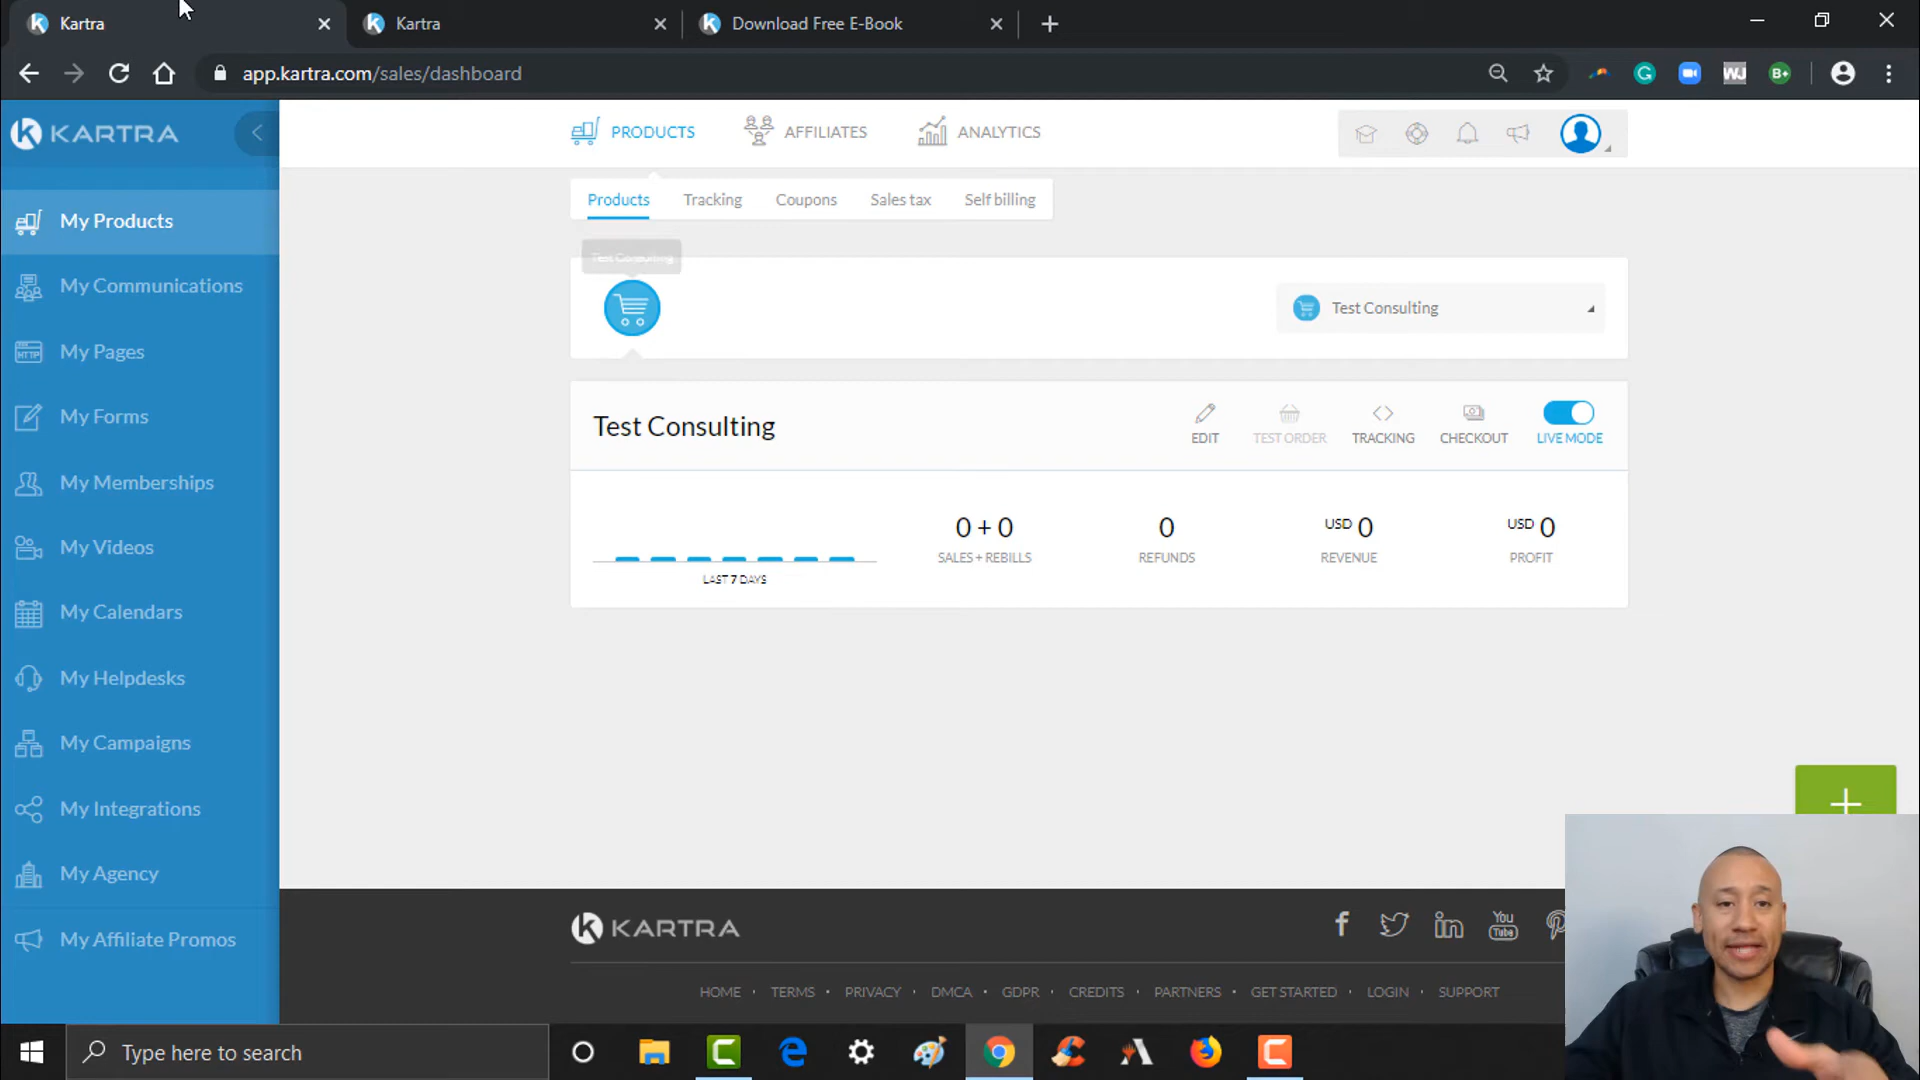 Kartra
Kartra
Download Free E-Book
app.kartra.com/sales/dashboard
WJ
B+
KARTRA
PRODUCTS
AFFILIATES
ANALYTICS
My Products
My Communications
My Pages
My Forms
My Memberships
My Videos
My Calendars
My Helpdesks
My Campaigns
My Integrations
My Agency
My Affiliate Promos
Products
Tracking
Coupons
Sales tax
Self billing
Test Consulting
Test Consulting
Test Consulting
EDIT
TEST ORDER
TRACKING
CHECKOUT
LIVE MODE
LAST 7 DAYS
0 + 0
SALES + REBILLS
0
REFUNDS
USD 0
REVENUE
USD 0
PROFIT
KARTRA
You Tube
HOME · TERMS · PRIVACY · DMCA · GDPR · CREDITS · PARTNERS · GET STARTED · LOGIN · SUPPORT
Type here to search